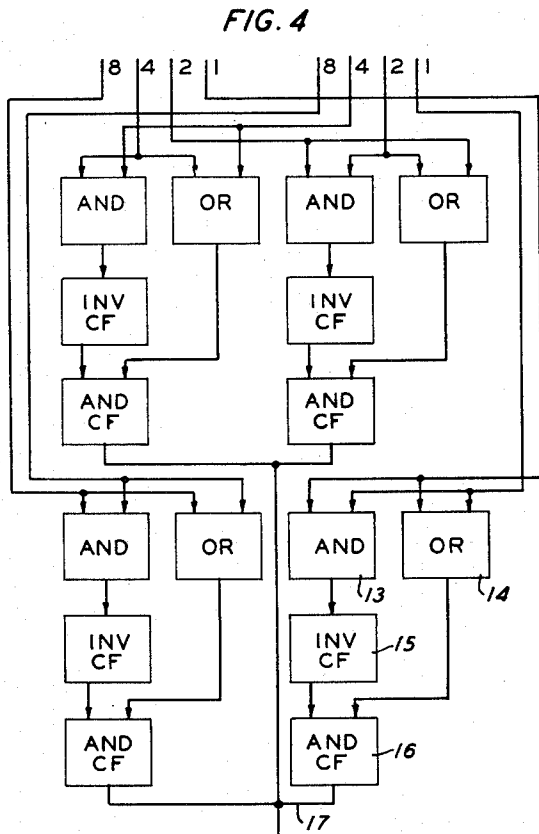 FIG. 4
8 4 2 1 8 4 2 1
AND OR AND OR
INV CF INV CF
AND CF AND CF
AND OR AND OR
13 14
INV CF INV CF 15
AND CF AND CF 16
17